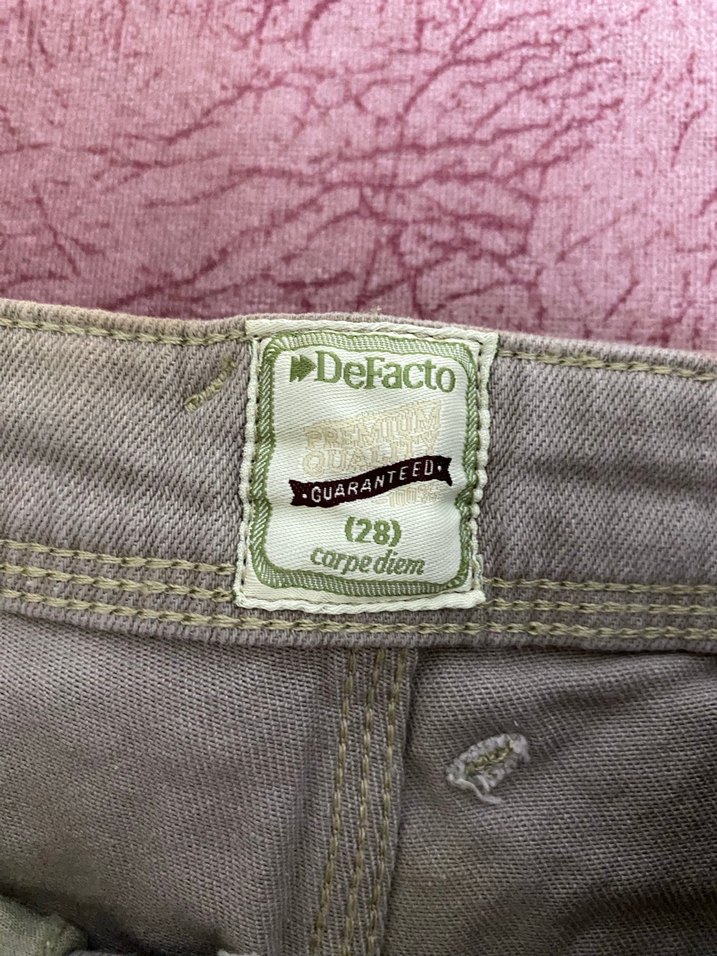 DeFacto
PREMIUM
QUALITY
·GUARANTEED·
100%
(28)
carpe diem